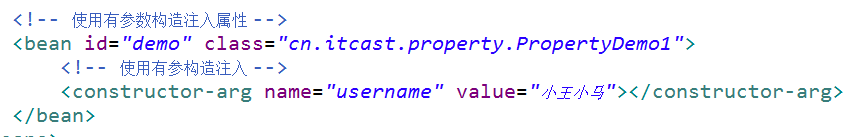 <!-- 使用有参数构造注入属性 -->
<bean id="demo" class="cn.itcast.property.PropertyDemo1">
<!-- 使用有参构造注入 -->
<constructor-arg name="username" value="小王小马"></constructor-arg>
</bean>